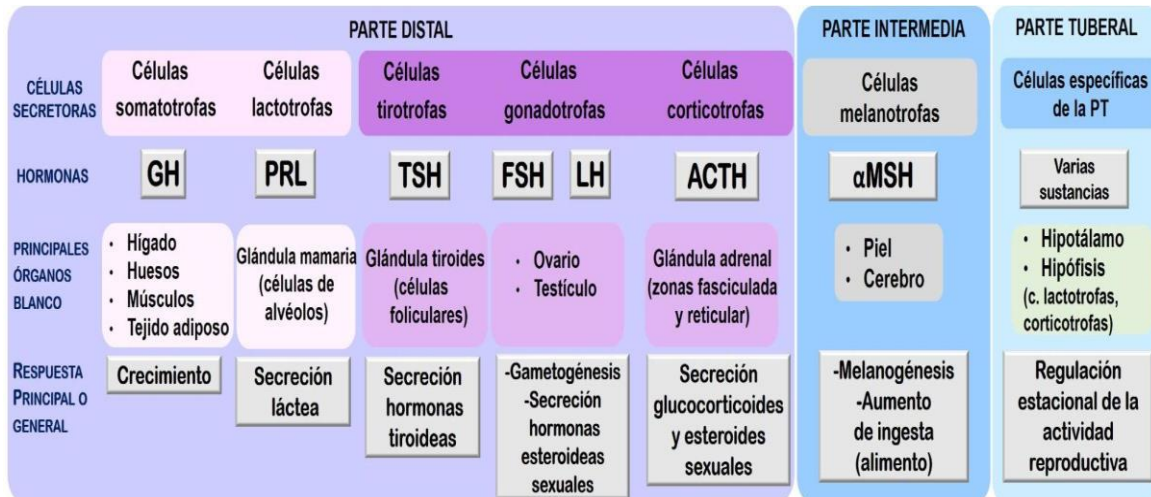 PARTE DISTAL
PARTE INTERMEDIA
PARTE TUBERAL
CÉLULAS
SECRETORAS
Células
somatotrofas
Células
lactotrofas
Células
tirotrofas
Células
gonadotrofas
Células
corticotrofas
Células
melanotrofas
Células específicas
de la PT
HORMONAS
GH
PRL
TSH
FSH
LH
ACTH
αMSH
Varias
sustancias
PRINCIPALES
ÓRGANOS
BLANCO
• Hígado
• Huesos
• Músculos
• Tejido adiposo
Glándula mamaria
(células de
alvéolos)
Glándula tiroides
(células
foliculares)
• Ovario
• Testículo
Glándula adrenal
(zonas fasciculada
y reticular)
• Piel
• Cerebro
• Hipotálamo
• Hipófisis
(c. lactotrofas,
corticotrofas)
RESPUESTA
PRINCIPAL O
GENERAL
Crecimiento
Secreción
láctea
Secreción
hormonas
tiroideas
-Gametogénesis
-Secreción
hormonas
esteroideas
sexuales
Secreción
glucocorticoides
y esteroides
sexuales
-Melanogénesis
-Aumento
de ingesta
(alimento)
Regulación
estacional de la
actividad
reproductiva